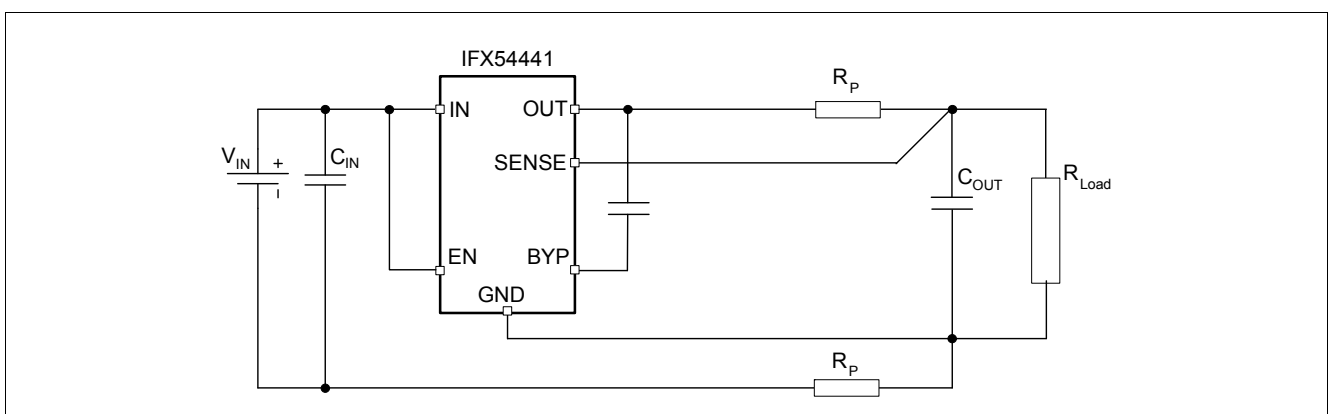 IFX54441
IN
OUT
R_P
V_IN
+
-
C_IN
SENSE
C_OUT
R_Load
EN
BYP
GND
R_P